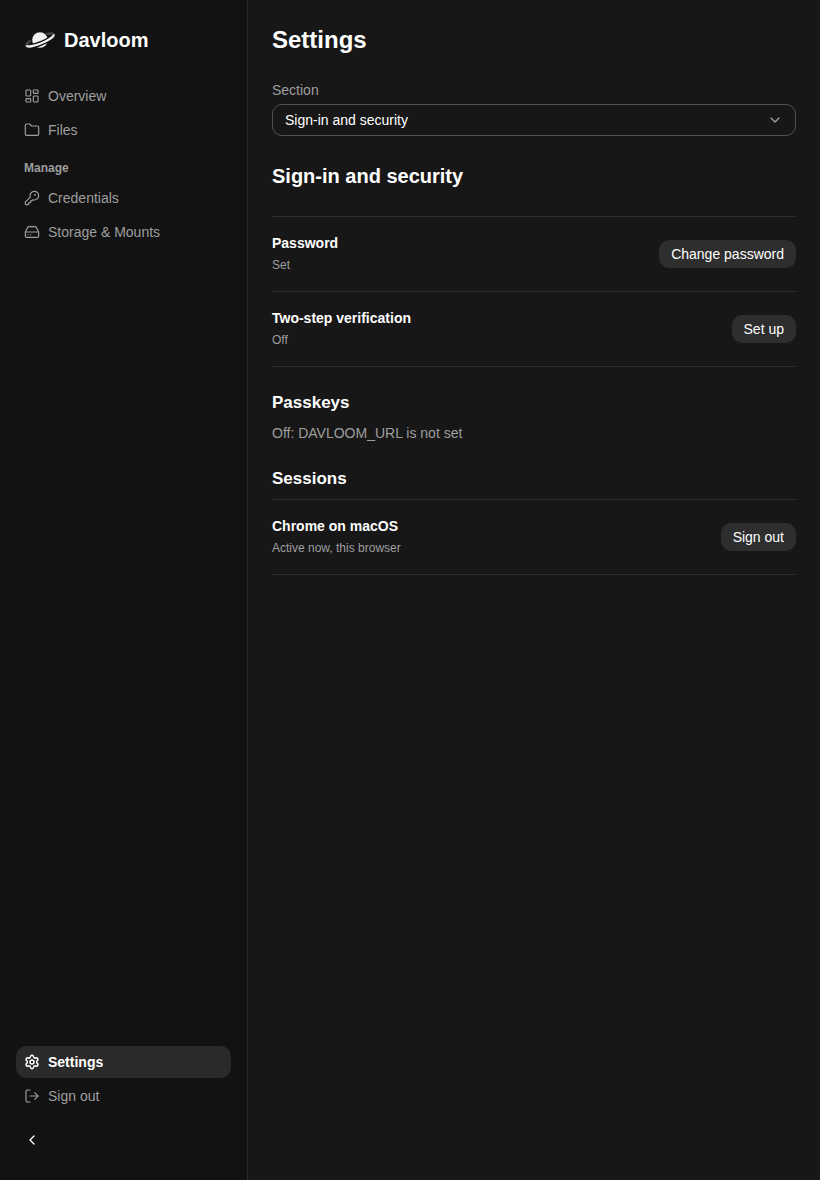 Davloom
Overview
Files
Manage
Credentials
Storage & Mounts
Settings
Sign out
Settings
Section
Sign-in and security
Sign-in and security
Password
Set
Change password
Two-step verification
Off
Set up
Passkeys
Off: DAVLOOM_URL is not set
Sessions
Chrome on macOS
Active now, this browser
Sign out